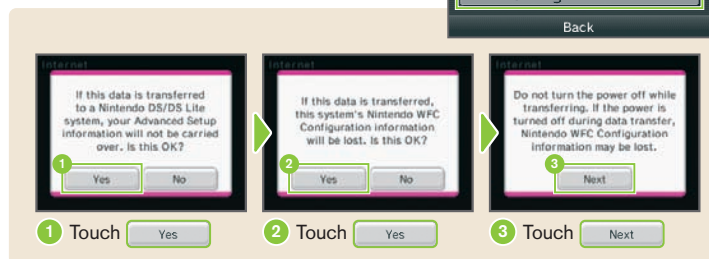 Back
Internet
If this data is transferred
to a Nintendo DS/DS Lite
system, your Advanced Setup
information will not be carried
over. Is this OK?
1
Yes
No
1 Touch Yes
Internet
If this data is transferred,
this system's Nintendo WFC
Configuration information
will be lost. Is this OK?
2
Yes
No
2 Touch Yes
Internet
Do not turn the power off while
transferring. If the power is
turned off during data transfer,
Nintendo WFC Configuration
information may be lost.
3
Next
3 Touch Next